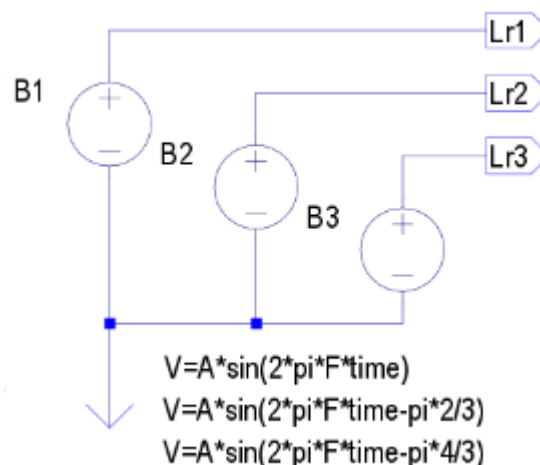 Lr1
B1
Lr2
B2
Lr3
B3
V=A*sin(2*pi*F*time)
V=A*sin(2*pi*F*time-pi*2/3)
V=A*sin(2*pi*F*time-pi*4/3)